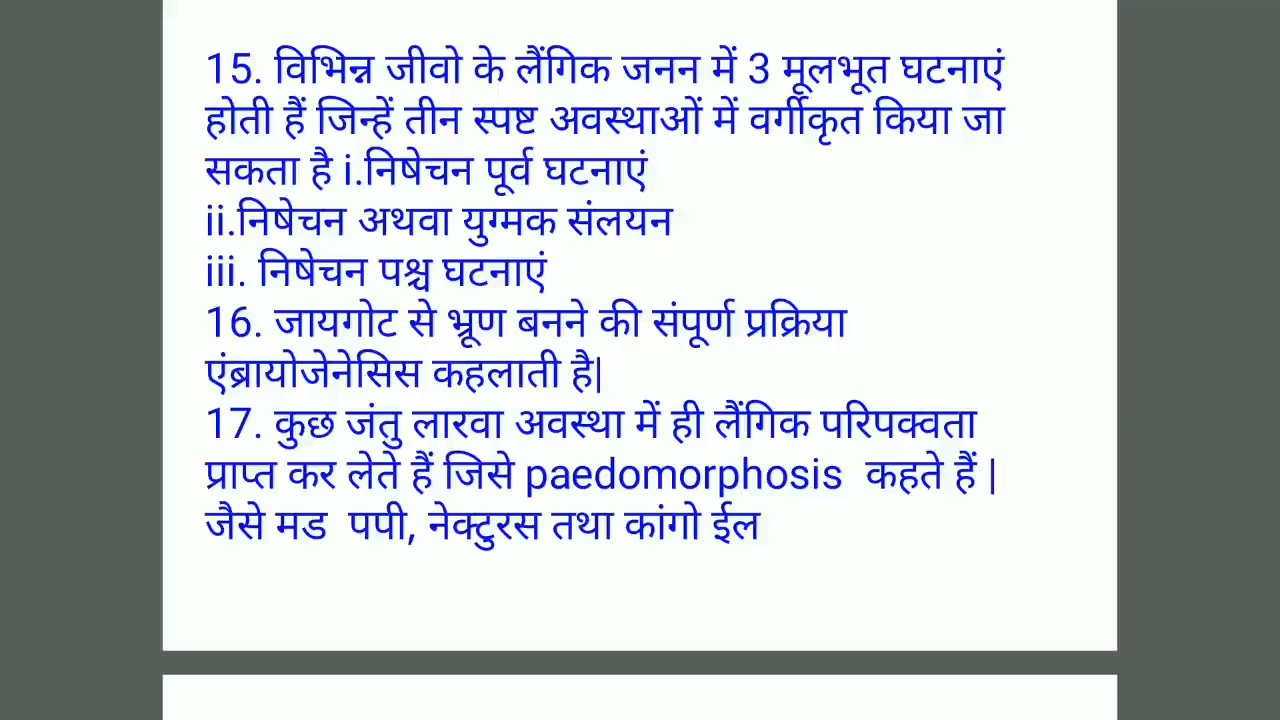 15. विभिन्न जीवो के लैंगिक जनन में 3 मूलभूत घटनाएं
होती हैं जिन्हें तीन स्पष्ट अवस्थाओं में वर्गीकृत किया जा
सकता है i.निषेचन पूर्व घटनाएं
ii.निषेचन अथवा युग्मक संलयन
iii. निषेचन पश्च घटनाएं
16. जायगोट से भ्रूण बनने की संपूर्ण प्रक्रिया
एंब्रायोजेनेसिस कहलाती है|
17. कुछ जंतु लारवा अवस्था में ही लैंगिक परिपक्वता
प्राप्त कर लेते हैं जिसे paedomorphosis  कहते हैं |
जैसे मड  पपी, नेक्टुरस तथा कांगो ईल